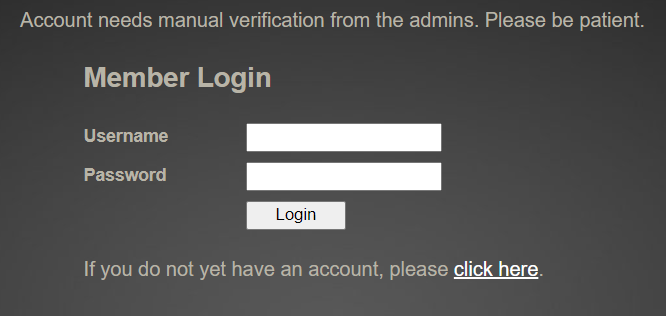 Account needs manual verification from the admins. Please be patient.
Member Login
Username
Password
Login
If you do not yet have an account, please click here.